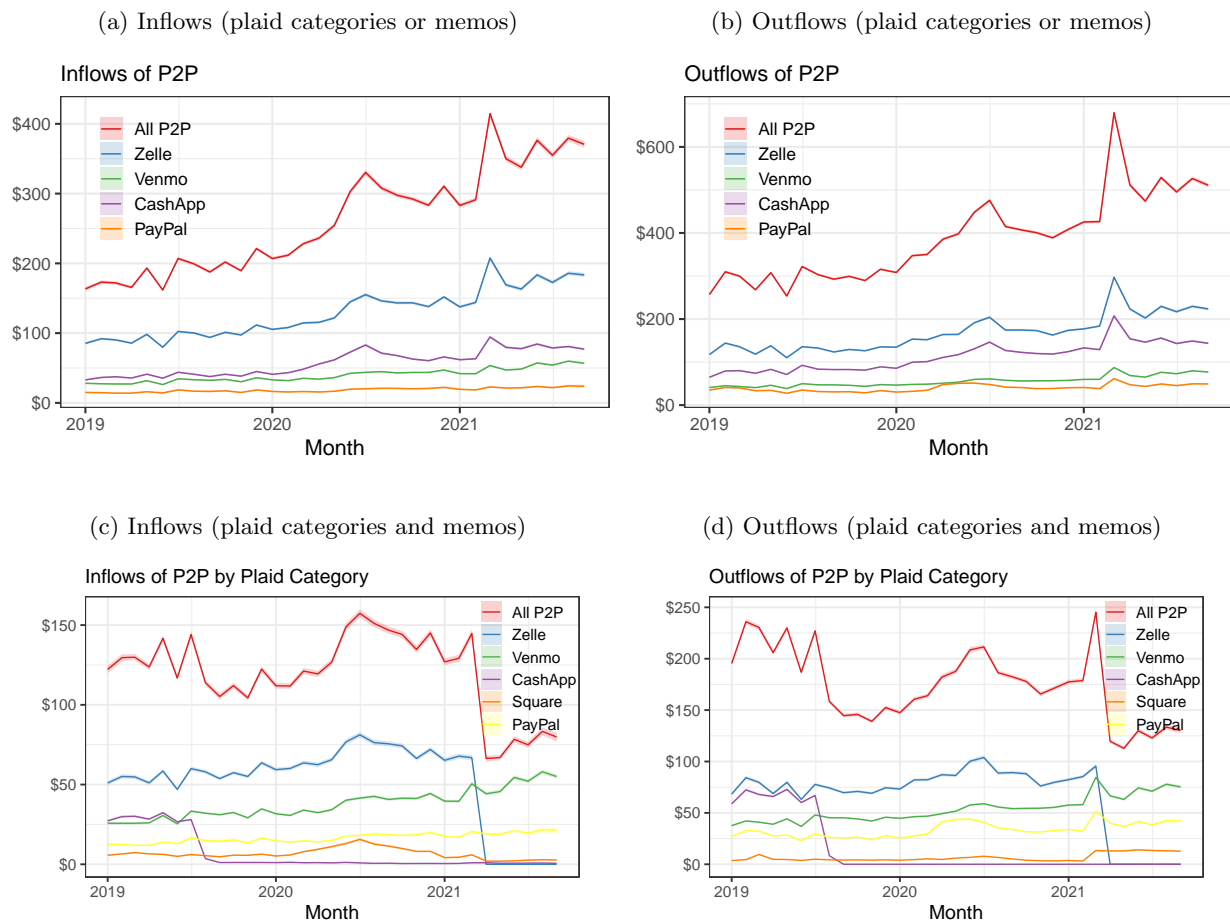 (a) Inflows (plaid categories or memos)
Inflows of P2P
$400
$300
$200
$100
$0
All P2P
Zelle
Venmo
CashApp
PayPal
2019 2020 2021
Month
(b) Outflows (plaid categories or memos)
Outflows of P2P
$600
$400
$200
$0
All P2P
Zelle
Venmo
CashApp
PayPal
2019 2020 2021
Month
(c) Inflows (plaid categories and memos)
Inflows of P2P by Plaid Category
$150
$100
$50
$0
All P2P
Zelle
Venmo
CashApp
Square
PayPal
2019 2020 2021
Month
(d) Outflows (plaid categories and memos)
Outflows of P2P by Plaid Category
$250
$200
$150
$100
$50
$0
All P2P
Zelle
Venmo
CashApp
Square
PayPal
2019 2020 2021
Month